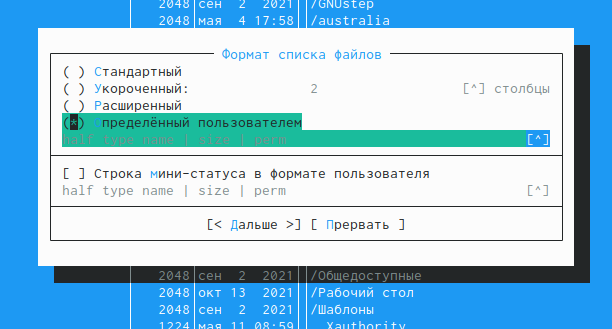 2048 сен 2 2021 /GNUstep
2048 мая 4 17:58 /australia
Формат списка файлов
( ) Стандартный
( ) Укороченный: 2 [^] столбцы
( ) Расширенный
(*) Определённый пользователем
half type name | size | perm [^]
[ ] Строка мини-статуса в формате пользователя
half type name | size | perm [^]
[< Дальше >] [ Прервать ]
2048 сен 2 2021 /Общедоступные
2048 окт 13 2021 /Рабочий стол
2048 сен 2 2021 /Шаблоны
1224 мая 11 08:59 Xauthority